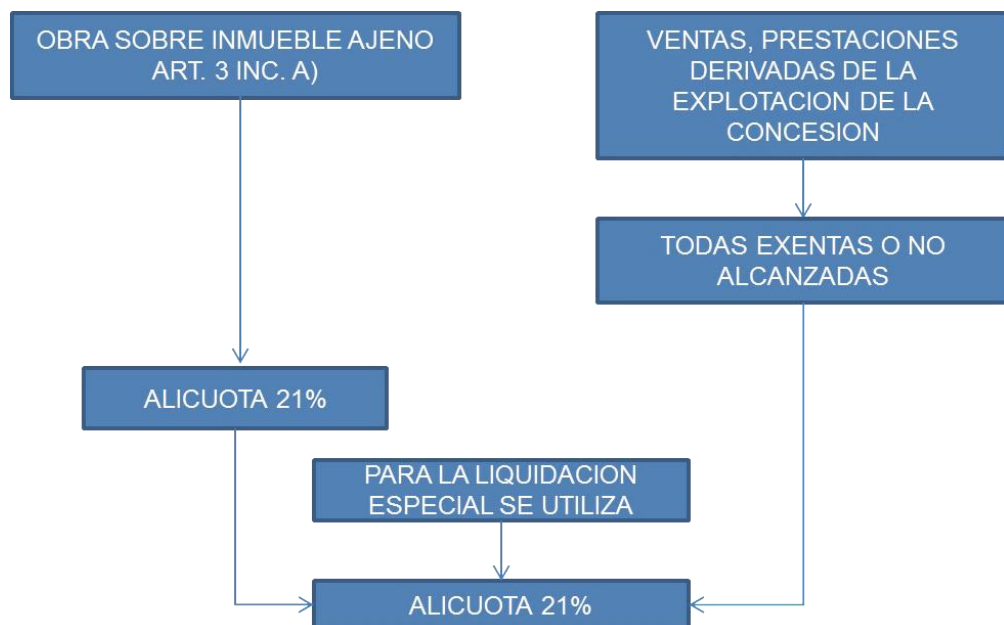 OBRA SOBRE INMUEBLE AJENO
ART. 3 INC. A)
VENTAS, PRESTACIONES
DERIVADAS DE LA
EXPLOTACION DE LA
CONCESION
TODAS EXENTAS O NO
ALCANZADAS
ALICUOTA 21%
PARA LA LIQUIDACION
ESPECIAL SE UTILIZA
ALICUOTA 21%